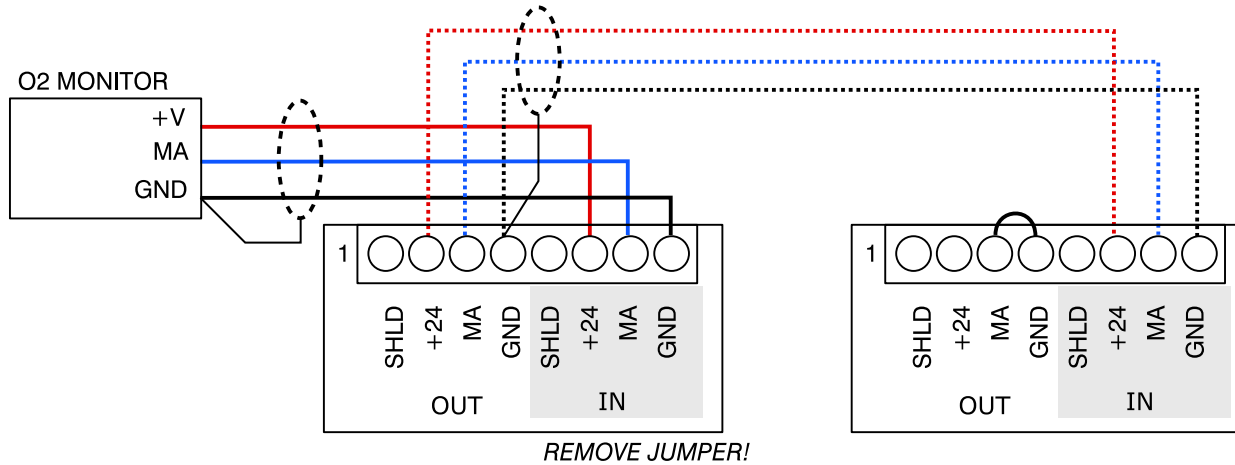 O2 MONITOR
+V
MA
GND
1
SHLD
+24
MA
GND
SHLD
+24
MA
GND
OUT
IN
REMOVE JUMPER!
1
SHLD
+24
MA
GND
SHLD
+24
MA
GND
OUT
IN